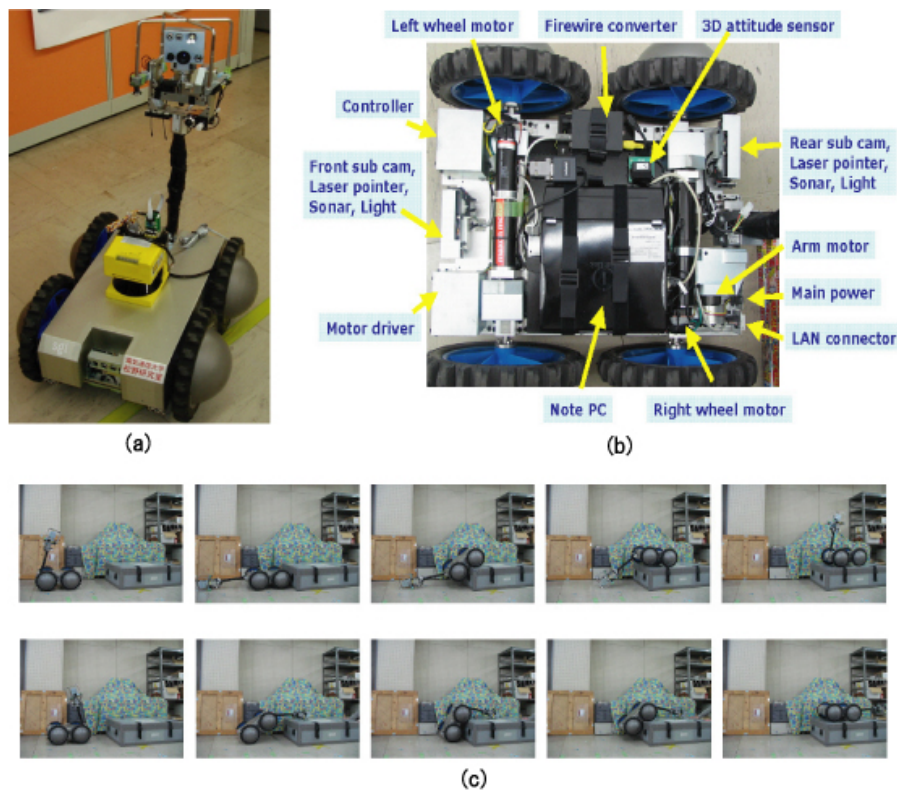 Left wheel motor
Firewire converter
3D attitude sensor
Controller
Front sub cam,
Laser pointer,
Sonar, Light
Motor driver
Rear sub cam,
Laser pointer,
Sonar, Light
Arm motor
Main power
LAN connector
Note PC
Right wheel motor
(a)
(b)
(c)